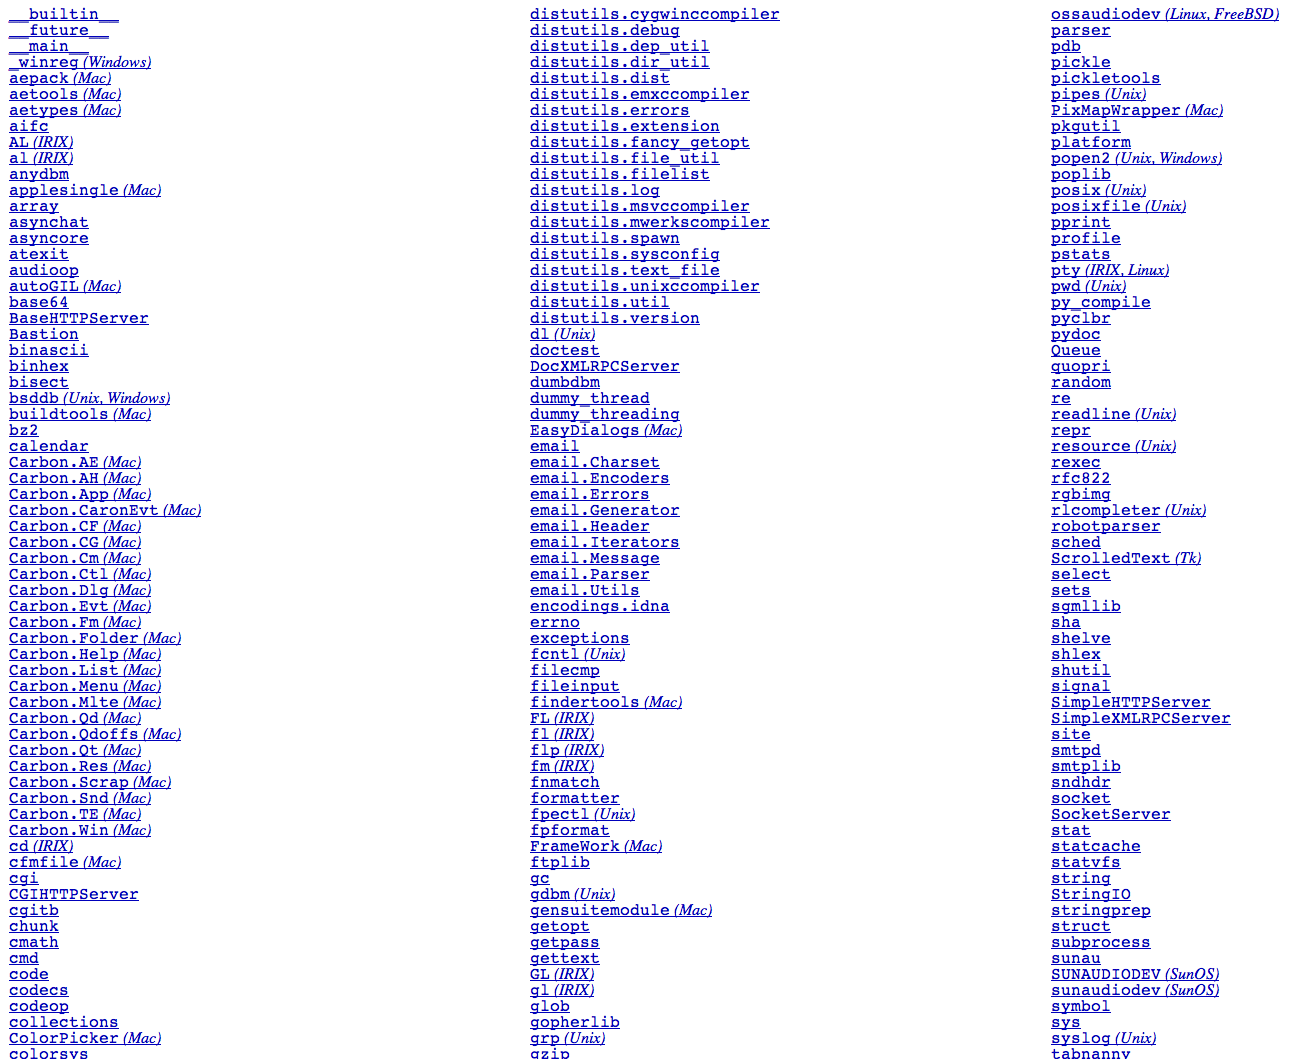 __builtin__
__future__
__main__
_winreg (Windows)
aepack (Mac)
aetools (Mac)
aetypes (Mac)
aifc
AL (IRIX)
al (IRIX)
anydbm
applesingle (Mac)
array
asynchat
asyncore
atexit
audioop
autoGIL (Mac)
base64
BaseHTTPServer
Bastion
binascii
binhex
bisect
bsddb (Unix, Windows)
buildtools (Mac)
bz2
calendar
Carbon.AE (Mac)
Carbon.AH (Mac)
Carbon.App (Mac)
Carbon.CaronEvt (Mac)
Carbon.CF (Mac)
Carbon.CG (Mac)
Carbon.Cm (Mac)
Carbon.Ctl (Mac)
Carbon.Dlg (Mac)
Carbon.Evt (Mac)
Carbon.Fm (Mac)
Carbon.Folder (Mac)
Carbon.Help (Mac)
Carbon.List (Mac)
Carbon.Menu (Mac)
Carbon.Mlte (Mac)
Carbon.Qd (Mac)
Carbon.Qdoffs (Mac)
Carbon.Qt (Mac)
Carbon.Res (Mac)
Carbon.Scrap (Mac)
Carbon.Snd (Mac)
Carbon.TE (Mac)
Carbon.Win (Mac)
cd (IRIX)
cfmfile (Mac)
cgi
CGIHTTPServer
cgitb
chunk
cmath
cmd
code
codecs
codeop
collections
ColorPicker (Mac)
colorsys
distutils.cygwinccompiler
distutils.debug
distutils.dep_util
distutils.dir_util
distutils.dist
distutils.emxccompiler
distutils.errors
distutils.extension
distutils.fancy_getopt
distutils.file_util
distutils.filelist
distutils.log
distutils.msvccompiler
distutils.mwerkscompiler
distutils.spawn
distutils.sysconfig
distutils.text_file
distutils.unixccompiler
distutils.util
distutils.version
dl (Unix)
doctest
DocXMLRPCServer
dumbdbm
dummy_thread
dummy_threading
EasyDialogs (Mac)
email
email.Charset
email.Encoders
email.Errors
email.Generator
email.Header
email.Iterators
email.Message
email.Parser
email.Utils
encodings.idna
errno
exceptions
fcntl (Unix)
filecmp
fileinput
findertools (Mac)
FL (IRIX)
fl (IRIX)
flp (IRIX)
fm (IRIX)
fnmatch
formatter
fpectl (Unix)
fpformat
FrameWork (Mac)
ftplib
gc
gdbm (Unix)
gensuitemodule (Mac)
getopt
getpass
gettext
GL (IRIX)
gl (IRIX)
glob
gopherlib
grp (Unix)
gzip
ossaudiodev (Linux, FreeBSD)
parser
pdb
pickle
pickletools
pipes (Unix)
PixMapWrapper (Mac)
pkgutil
platform
popen2 (Unix, Windows)
poplib
posix (Unix)
posixfile (Unix)
pprint
profile
pstats
pty (IRIX, Linux)
pwd (Unix)
py_compile
pyclbr
pydoc
Queue
quopri
random
re
readline (Unix)
repr
resource (Unix)
rexec
rfc822
rgbimg
rlcompleter (Unix)
robotparser
sched
ScrolledText (Tk)
select
sets
sgmllib
sha
shelve
shlex
shutil
signal
SimpleHTTPServer
SimpleXMLRPCServer
site
smtpd
smtplib
sndhdr
socket
SocketServer
stat
statcache
statvfs
string
StringIO
stringprep
struct
subprocess
sunau
SUNAUDIODEV (SunOS)
sunaudiodev (SunOS)
symbol
sys
syslog (Unix)
tabnanny